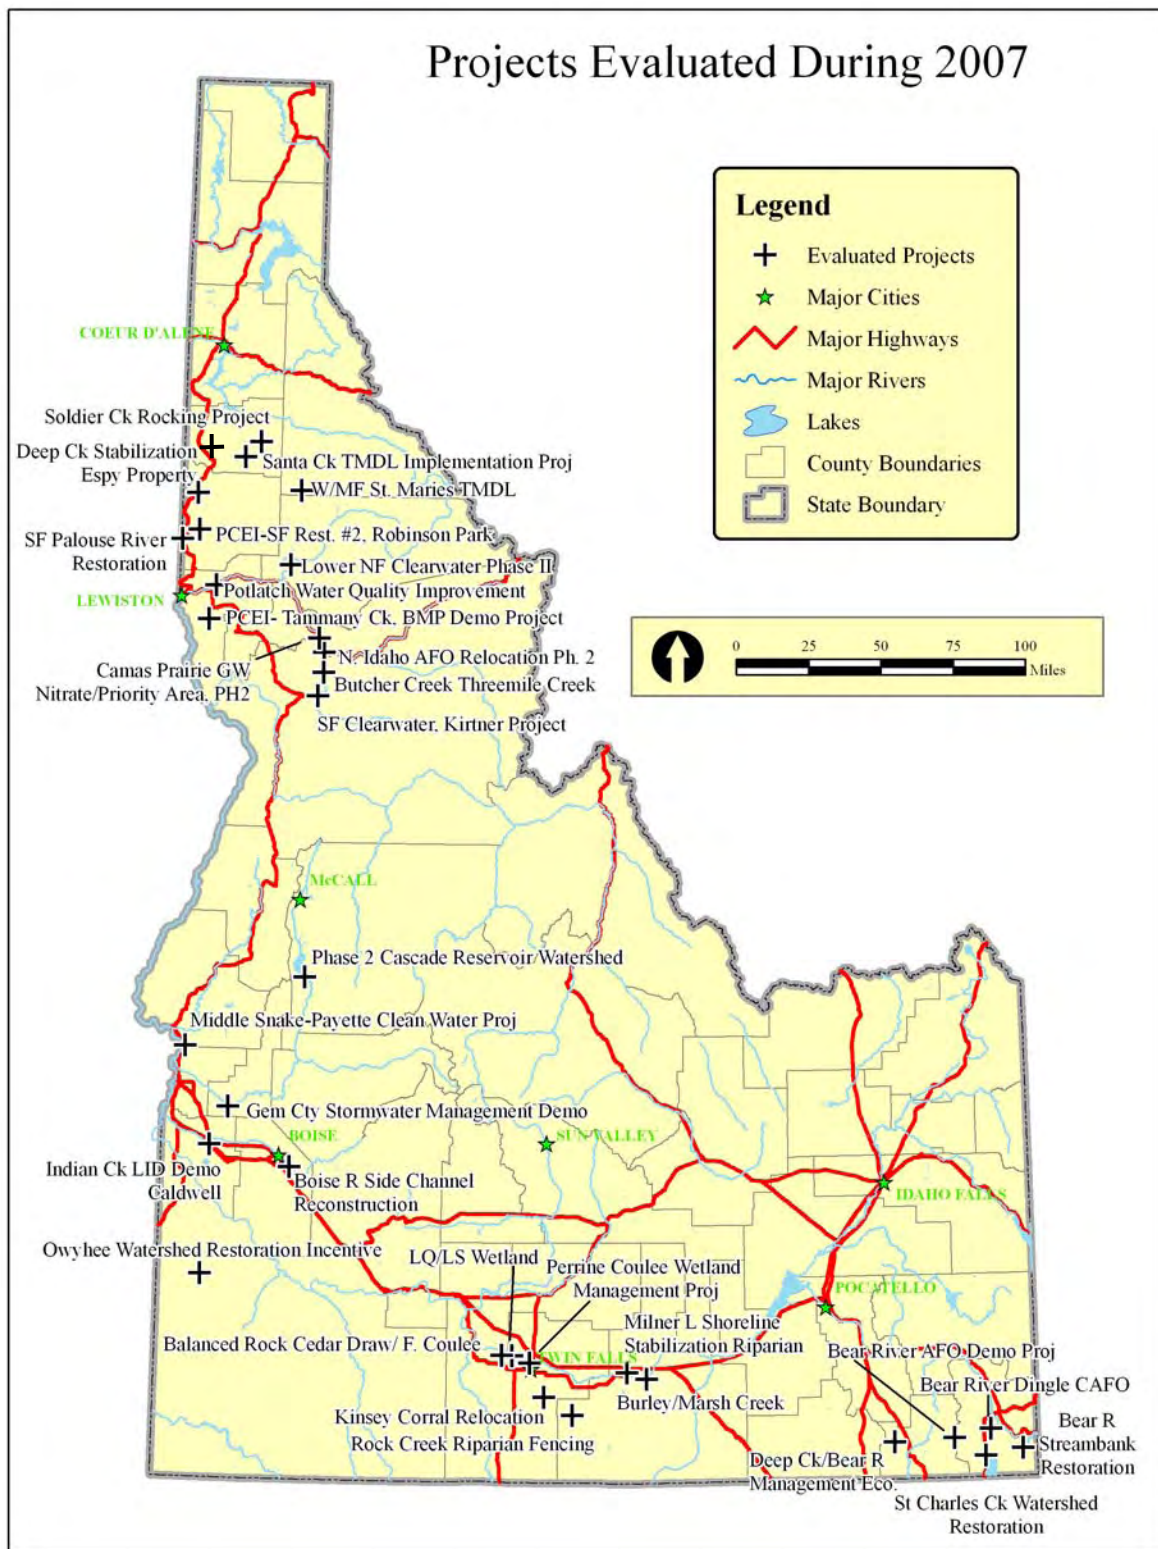 Projects Evaluated During 2007
Legend
Evaluated Projects
Major Cities
Major Highways
Major Rivers
Lakes
County Boundaries
State Boundary
COEUR D'ALENE
Soldier Ck Rocking Project
Deep Ck Stabilization
Espy Property
Santa Ck TMDL Implementation Proj
W/MF St. Maries TMDL
PCEI-SF Rest. #2, Robinson Park
SF Palouse River
Restoration
Lower NF Clearwater Phase II
Potlatch Water Quality Improvement
LEWISTON
PCEI- Tammany Ck, BMP Demo Project
Camas Prairie GW
Nitrate/Priority Area, PH2
N. Idaho AFO Relocation Ph. 2
Butcher Creek Threemile Creek
SF Clearwater, Kirtner Project
0 25 50 75 100
Miles
McCALL
Phase 2 Cascade Reservoir Watershed
Middle Snake-Payette Clean Water Proj
Gem Cty Stormwater Management Demo
BOISE
SUN VALLEY
Indian Ck LID Demo
Caldwell
Boise R Side Channel
Reconstruction
IDAHO FALLS
Owyhee Watershed Restoration Incentive
LQ/LS Wetland
Perrine Coulee Wetland
Management Proj
POCATELLO
Milner L Shoreline
Stabilization Riparian
Balanced Rock Cedar Draw/ F. Coulee
TWIN FALLS
Bear River AFO Demo Proj
Bear River Dingle CAFO
Burley/Marsh Creek
Kinsey Corral Relocation
Rock Creek Riparian Fencing
Bear R
Streambank
Restoration
Deep Ck/Bear R
Management Eco.
St Charles Ck Watershed
Restoration